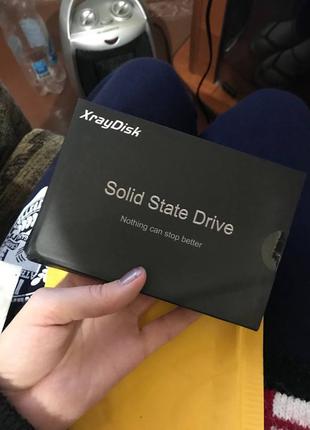 XrayDisk
Solid State Drive
Nothing can stop better